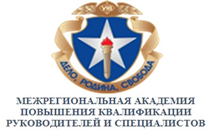 ДЕЛО, РОДИНА, СВОБОДА
МЕЖРЕГИОНАЛЬНАЯ АКАДЕМИЯ
ПОВЫШЕНИЯ КВАЛИФИКАЦИИ
РУКОВОДИТЕЛЕЙ И СПЕЦИАЛИСТОВ